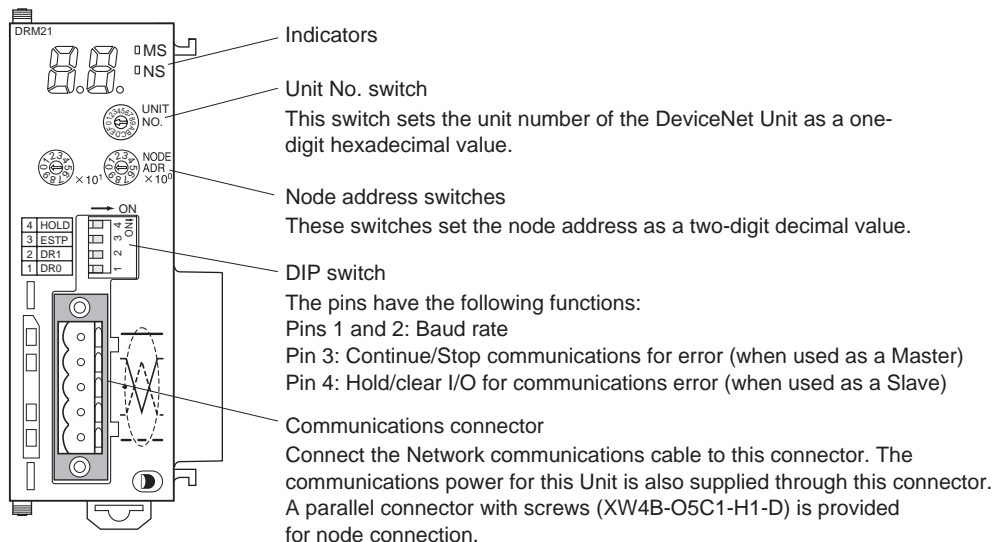 DRM21
MS
NS
UNIT
NO.
NODE
ADR
×10¹
×10⁰
ON
4 HOLD
3 ESTP
2 DR1
1 DR0
ON
4
3
2
1
Indicators
Unit No. switch
This switch sets the unit number of the DeviceNet Unit as a one-
digit hexadecimal value.
Node address switches
These switches set the node address as a two-digit decimal value.
DIP switch
The pins have the following functions:
Pins 1 and 2: Baud rate
Pin 3: Continue/Stop communications for error (when used as a Master)
Pin 4: Hold/clear I/O for communications error (when used as a Slave)
Communications connector
Connect the Network communications cable to this connector. The
communications power for this Unit is also supplied through this connector.
A parallel connector with screws (XW4B-O5C1-H1-D) is provided
for node connection.